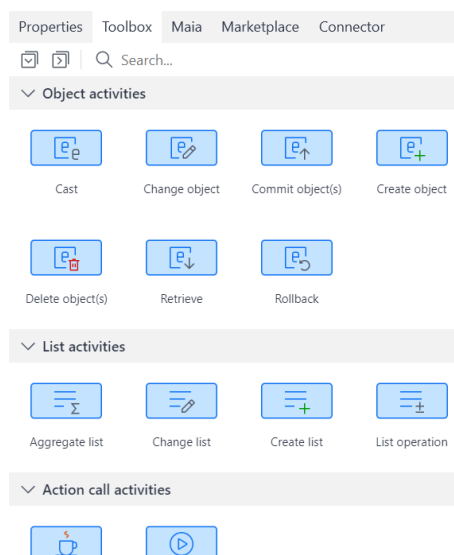 Properties Toolbox Maia Marketplace Connector
Search...
Object activities
Cast Change object Commit object(s) Create object
Delete object(s) Retrieve Rollback
List activities
Aggregate list Change list Create list List operation
Action call activities